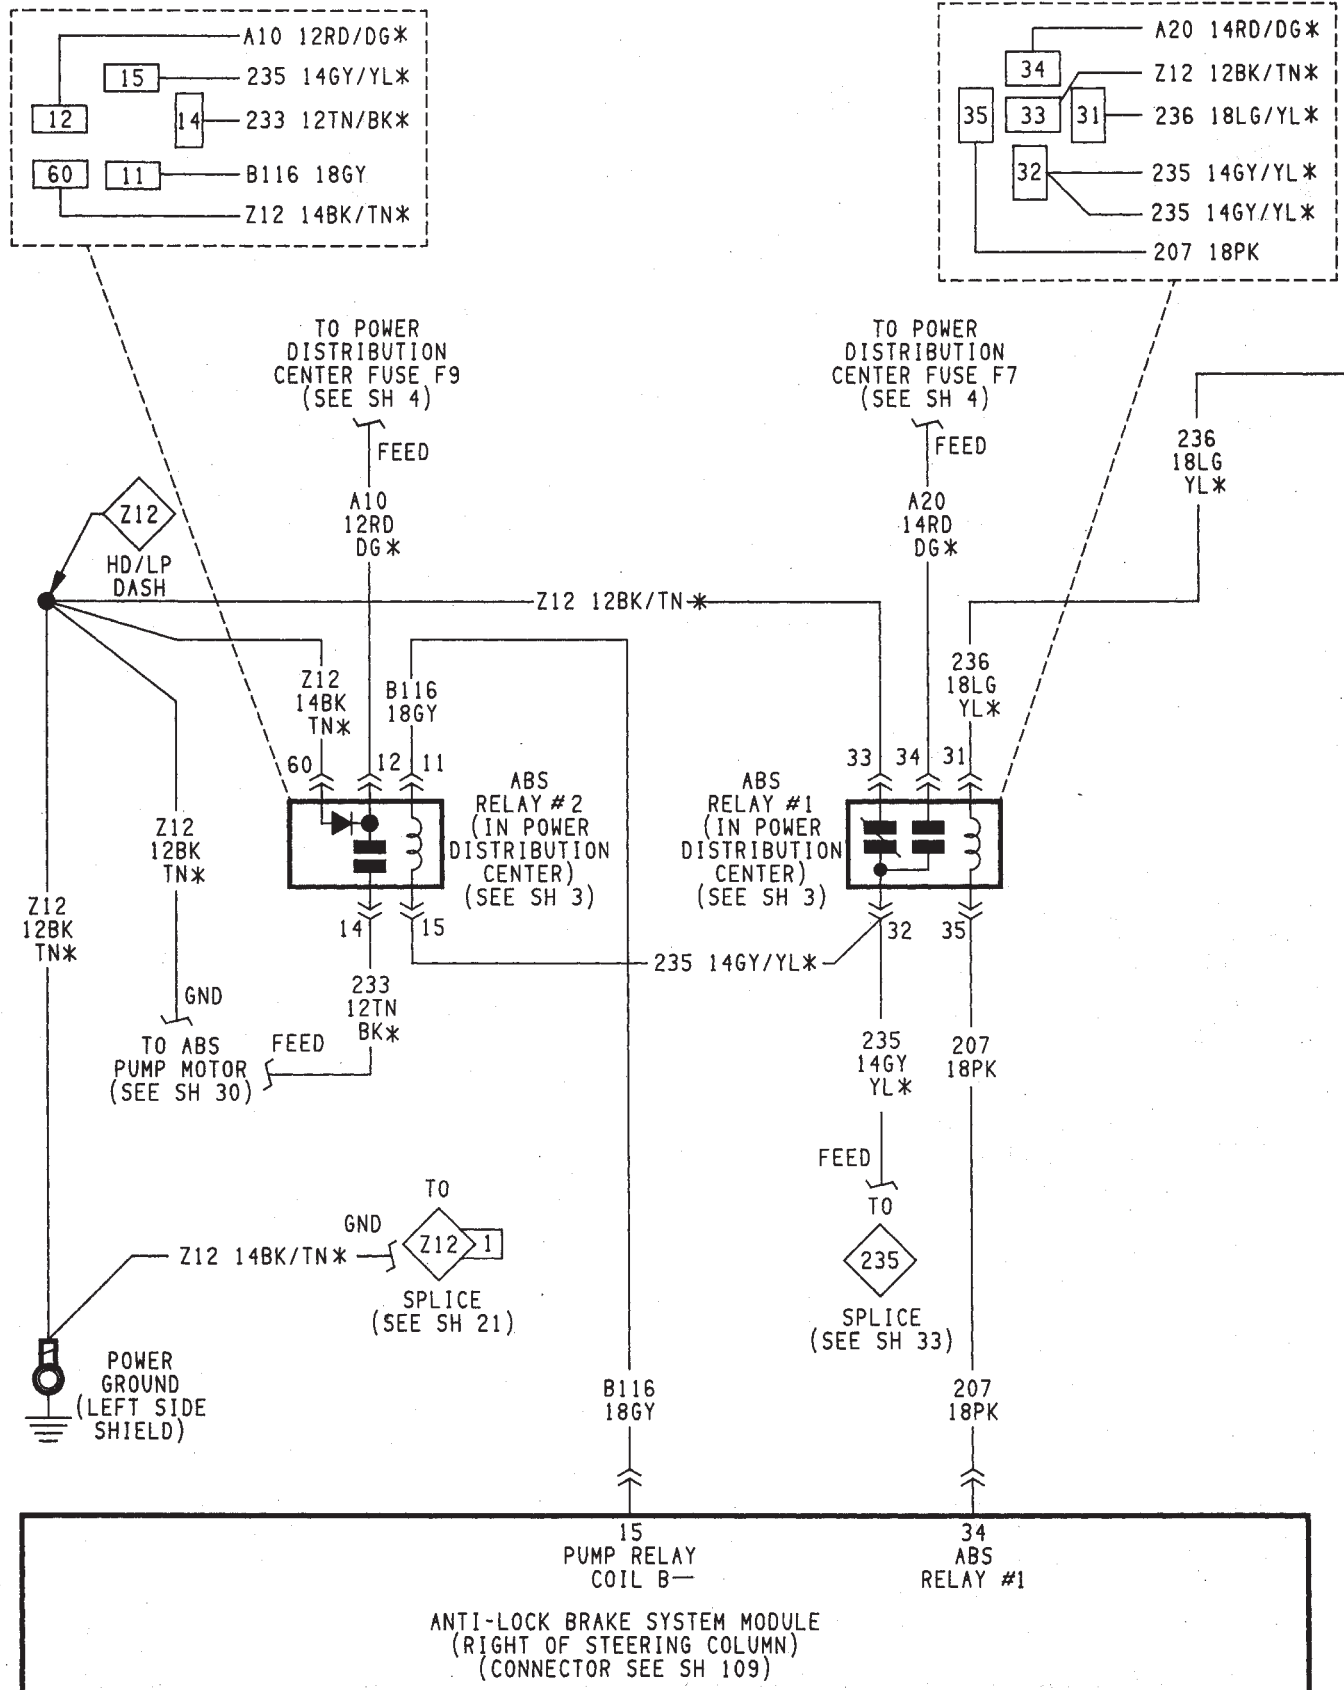 A10 12RD/DG*
15
235 14GY/YL*
12
14
233 12TN/BK*
60
11
B116 18GY
Z12 14BK/TN*
A20 14RD/DG*
34
Z12 12BK/TN*
35
33
31
236 18LG/YL*
32
235 14GY/YL*
235 14GY/YL*
207 18PK
TO POWER
DISTRIBUTION
CENTER FUSE F9
(SEE SH 4)
FEED
A10
12RD
DG*
TO POWER
DISTRIBUTION
CENTER FUSE F7
(SEE SH 4)
FEED
A20
14RD
DG*
236
18LG
YL*
Z12
HD/LP
DASH
Z12 12BK/TN*
Z12
14BK
TN*
B116
18GY
236
18LG
YL*
60
12
11
33
34
31
ABS
RELAY #2
(IN POWER
DISTRIBUTION
CENTER)
(SEE SH 3)
ABS
RELAY #1
(IN POWER
DISTRIBUTION
CENTER)
(SEE SH 3)
Z12
12BK
TN*
Z12
12BK
TN*
14
15
32
35
235 14GY/YL*
233
12TN
BK*
GND
TO ABS
PUMP MOTOR
(SEE SH 30)
FEED
235
14GY
YL*
207
18PK
FEED
TO
235
SPLICE
(SEE SH 33)
TO
GND
Z12 14BK/TN*
Z12
1
SPLICE
(SEE SH 21)
POWER
GROUND
(LEFT SIDE
SHIELD)
B116
18GY
207
18PK
15
PUMP RELAY
COIL B—
34
ABS
RELAY #1
ANTI-LOCK BRAKE SYSTEM MODULE
(RIGHT OF STEERING COLUMN)
(CONNECTOR SEE SH 109)